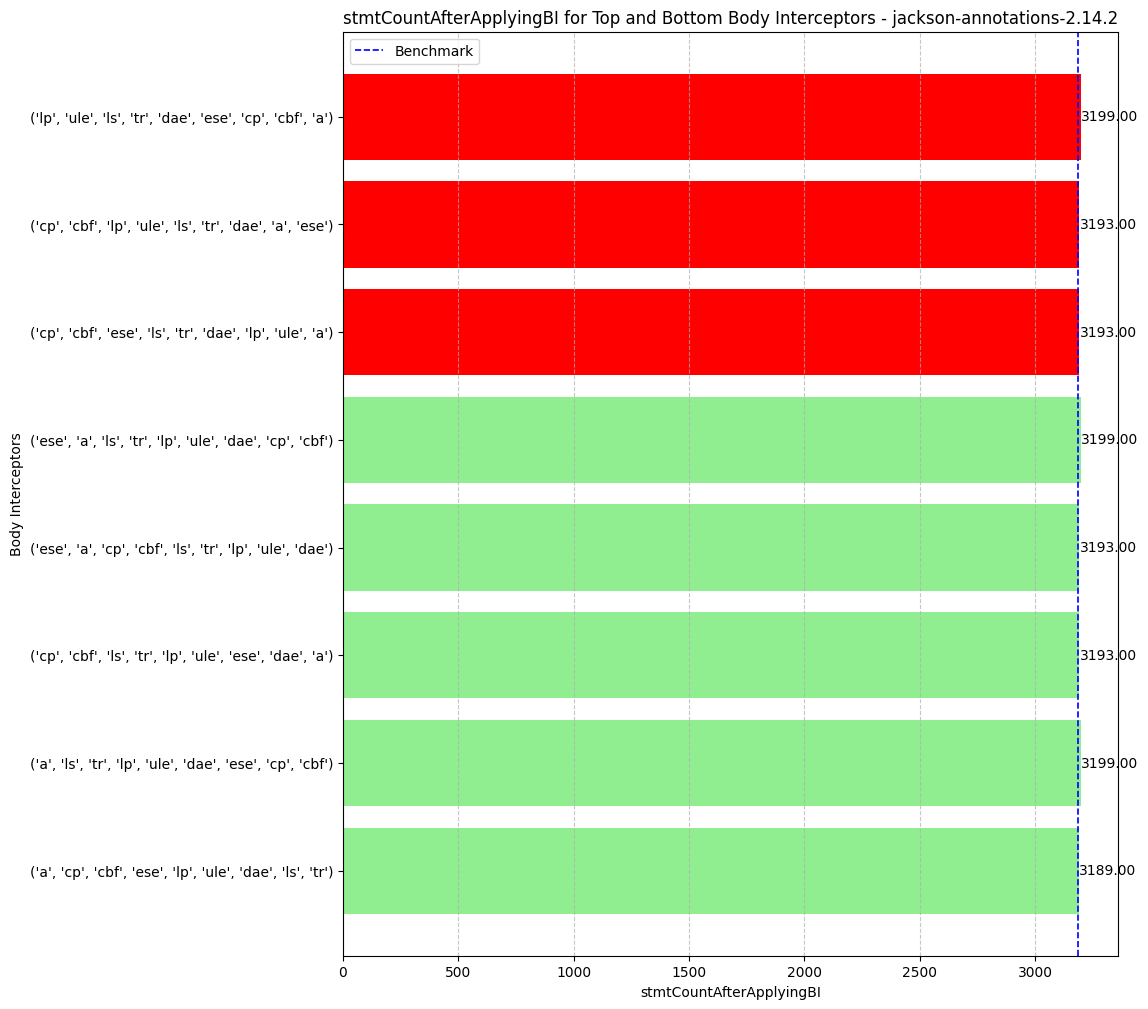 stmtCountAfterApplyingBI for Top and Bottom Body Interceptors - jackson-annotations-2.14.2
Benchmark
('lp', 'ule', 'ls', 'tr', 'dae', 'ese', 'cp', 'cbf', 'a')
3199.00
('cp', 'cbf', 'lp', 'ule', 'ls', 'tr', 'dae', 'a', 'ese')
3193.00
('cp', 'cbf', 'ese', 'ls', 'tr', 'dae', 'lp', 'ule', 'a')
3193.00
('ese', 'a', 'ls', 'tr', 'lp', 'ule', 'dae', 'cp', 'cbf')
3199.00
Body Interceptors
('ese', 'a', 'cp', 'cbf', 'ls', 'tr', 'lp', 'ule', 'dae')
3193.00
('cp', 'cbf', 'ls', 'tr', 'lp', 'ule', 'ese', 'dae', 'a')
3193.00
('a', 'ls', 'tr', 'lp', 'ule', 'dae', 'ese', 'cp', 'cbf')
3199.00
('a', 'cp', 'cbf', 'ese', 'lp', 'ule', 'dae', 'ls', 'tr')
3189.00
0 500 1000 1500 2000 2500 3000
stmtCountAfterApplyingBI